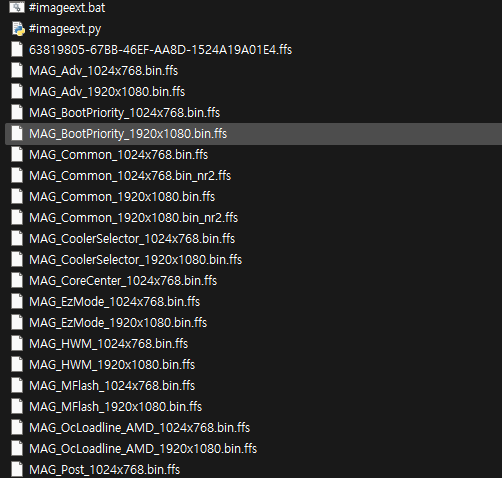 #imageext.bat
#imageext.py
63819805-67BB-46EF-AA8D-1524A19A01E4.ffs
MAG_Adv_1024x768.bin.ffs
MAG_Adv_1920x1080.bin.ffs
MAG_BootPriority_1024x768.bin.ffs
MAG_BootPriority_1920x1080.bin.ffs
MAG_Common_1024x768.bin.ffs
MAG_Common_1024x768.bin_nr2.ffs
MAG_Common_1920x1080.bin.ffs
MAG_Common_1920x1080.bin_nr2.ffs
MAG_CoolerSelector_1024x768.bin.ffs
MAG_CoolerSelector_1920x1080.bin.ffs
MAG_CoreCenter_1024x768.bin.ffs
MAG_EzMode_1024x768.bin.ffs
MAG_EzMode_1920x1080.bin.ffs
MAG_HWM_1024x768.bin.ffs
MAG_HWM_1920x1080.bin.ffs
MAG_MFlash_1024x768.bin.ffs
MAG_MFlash_1920x1080.bin.ffs
MAG_OcLoadline_AMD_1024x768.bin.ffs
MAG_OcLoadline_AMD_1920x1080.bin.ffs
MAG_Post_1024x768.bin.ffs